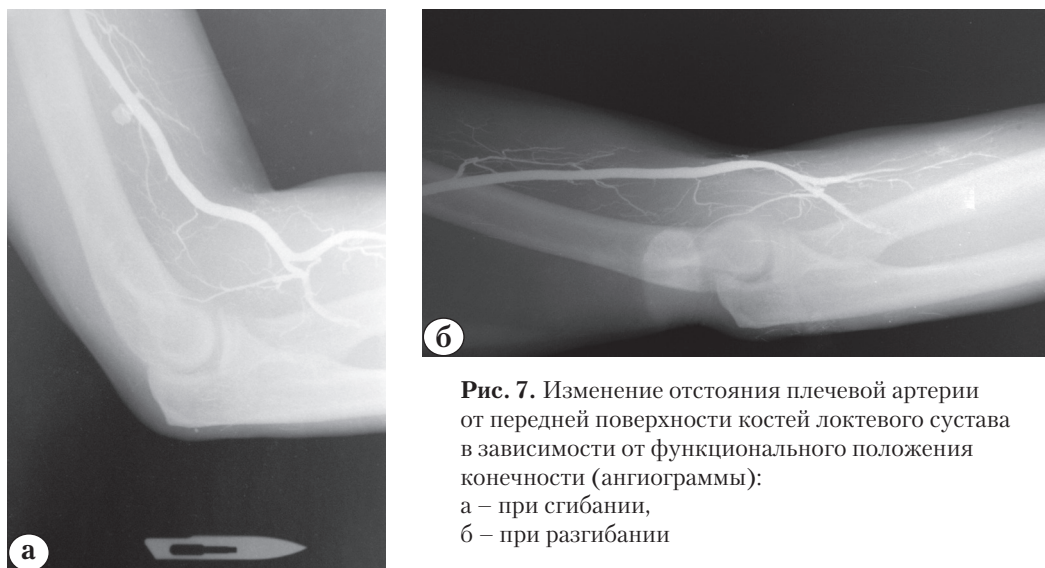 а
б
Рис. 7. Изменение отстояния плечевой артерии
от передней поверхности костей локтевого сустава
в зависимости от функционального положения
конечности (ангиограммы):
а – при сгибании,
б – при разгибании